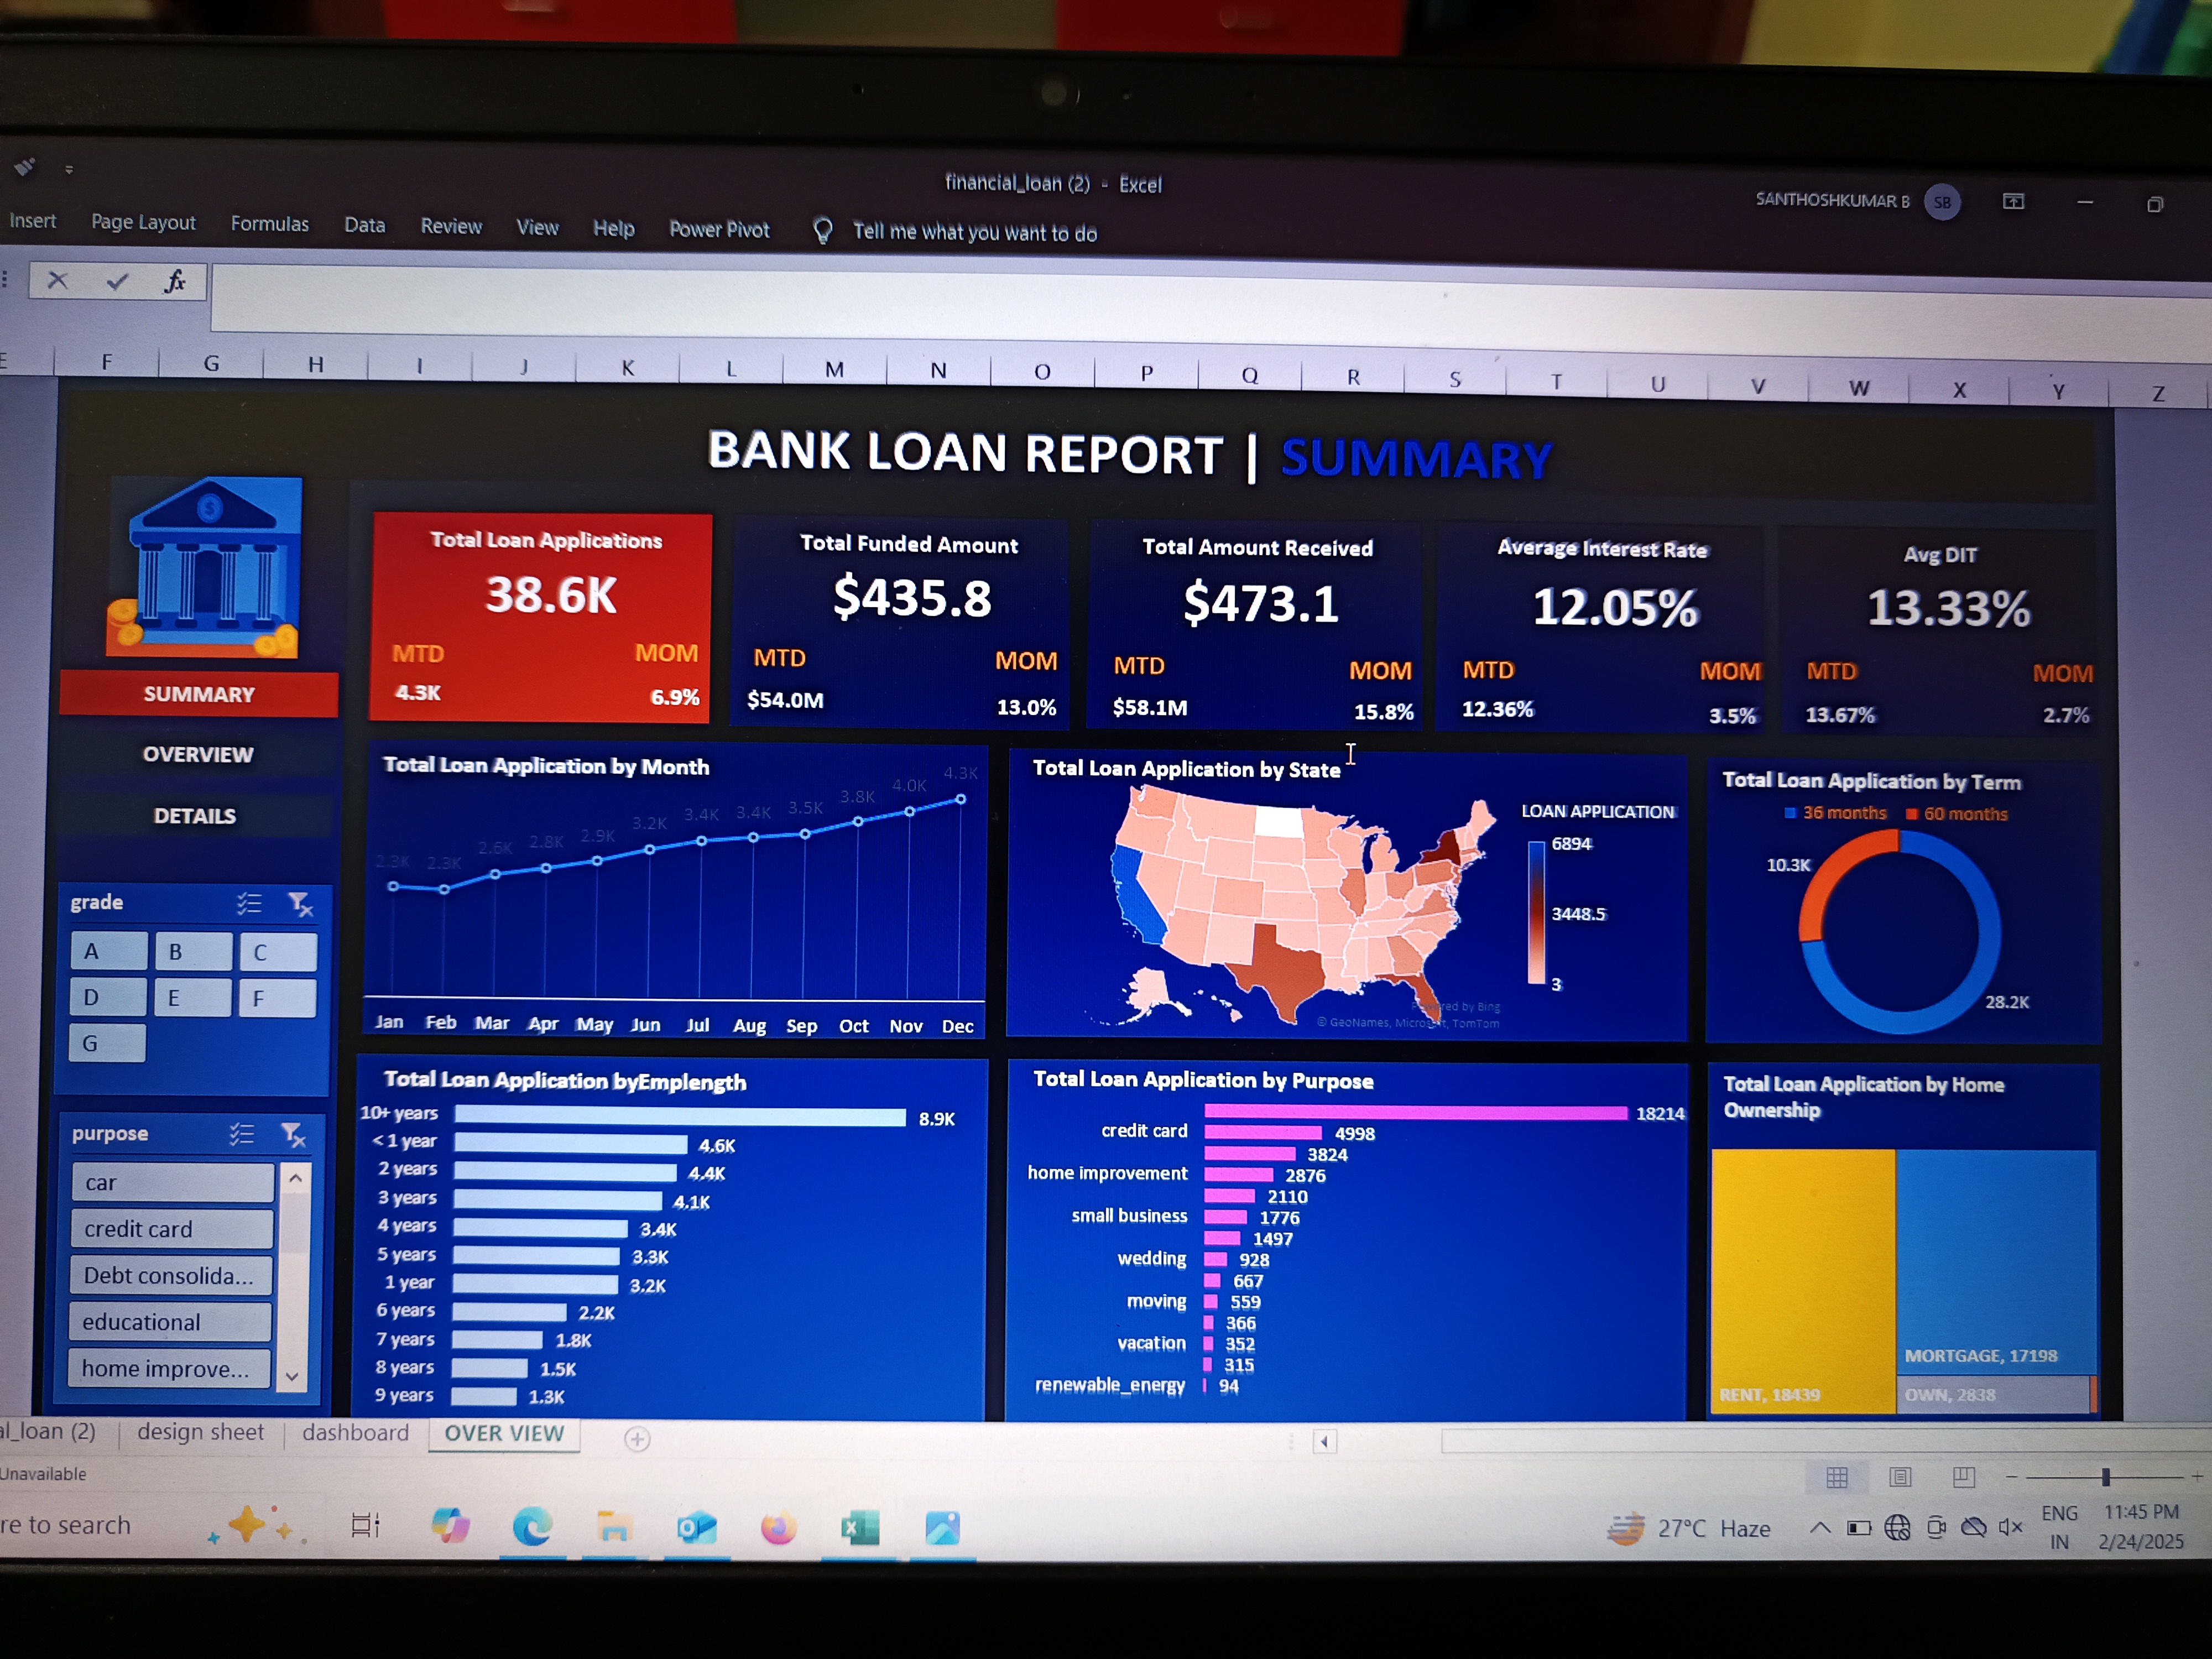 financial_loan (2) - Excel
SANTHOSHKUMAR B SB
Insert Page Layout Formulas Data Review View Help Power Pivot Tell me what you want to do
fx
E F G H I J K L M N O P Q R S T U V W X Y Z
BANK LOAN REPORT | SUMMARY
Total Loan Applications
38.6K
MTD MOM
4.3K 6.9%
Total Funded Amount
$435.8
MTD MOM
$54.0M 13.0%
Total Amount Received
$473.1
MTD MOM
$58.1M 15.8%
Average Interest Rate
12.05%
MTD MOM
12.36% 3.5%
Avg DIT
13.33%
MTD MOM
13.67% 2.7%
SUMMARY
OVERVIEW
DETAILS
grade
A B C
D E F
G
purpose
car
credit card
Debt consolida...
educational
home improve...
Total Loan Application by Month
2.3K 2.3K 2.6K 2.8K 2.9K 3.2K 3.4K 3.4K 3.5K 3.8K 4.0K 4.3K
Jan Feb Mar Apr May Jun Jul Aug Sep Oct Nov Dec
Total Loan Application by State
LOAN APPLICATION
6894
3448.5
3
Powered by Bing
© GeoNames, Microsoft, TomTom
Total Loan Application by Term
36 months 60 months
10.3K
28.2K
Total Loan Application byEmplength
10+ years 8.9K
< 1 year 4.6K
2 years 4.4K
3 years 4.1K
4 years 3.4K
5 years 3.3K
1 year 3.2K
6 years 2.2K
7 years 1.8K
8 years 1.5K
9 years 1.3K
Total Loan Application by Purpose
18214
credit card 4998
3824
home improvement 2876
2110
small business 1776
1497
wedding 928
667
moving 559
366
vacation 352
315
renewable_energy 94
Total Loan Application by Home
Ownership
RENT, 18439
MORTGAGE, 17198
OWN, 2838
al_loan (2) design sheet dashboard OVER VIEW
Unavailable
re to search
27°C Haze
ENG
IN
11:45 PM
2/24/2025